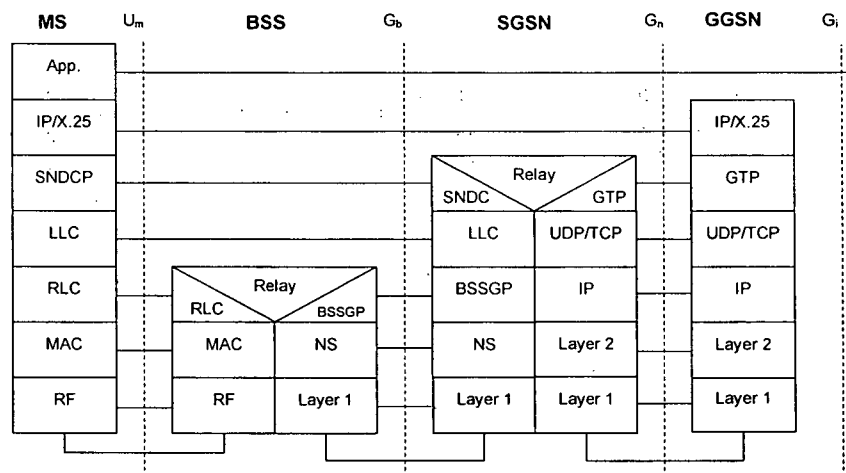 MS Um BSS Gb SGSN Gn GGSN Gi
App.
IP/X.25 IP/X.25
SNDCP Relay GTP
SNDC GTP
LLC LLC UDP/TCP UDP/TCP
RLC Relay BSSGP IP IP
RLC BSSGP
MAC MAC NS NS Layer 2 Layer 2
RF RF Layer 1 Layer 1 Layer 1 Layer 1